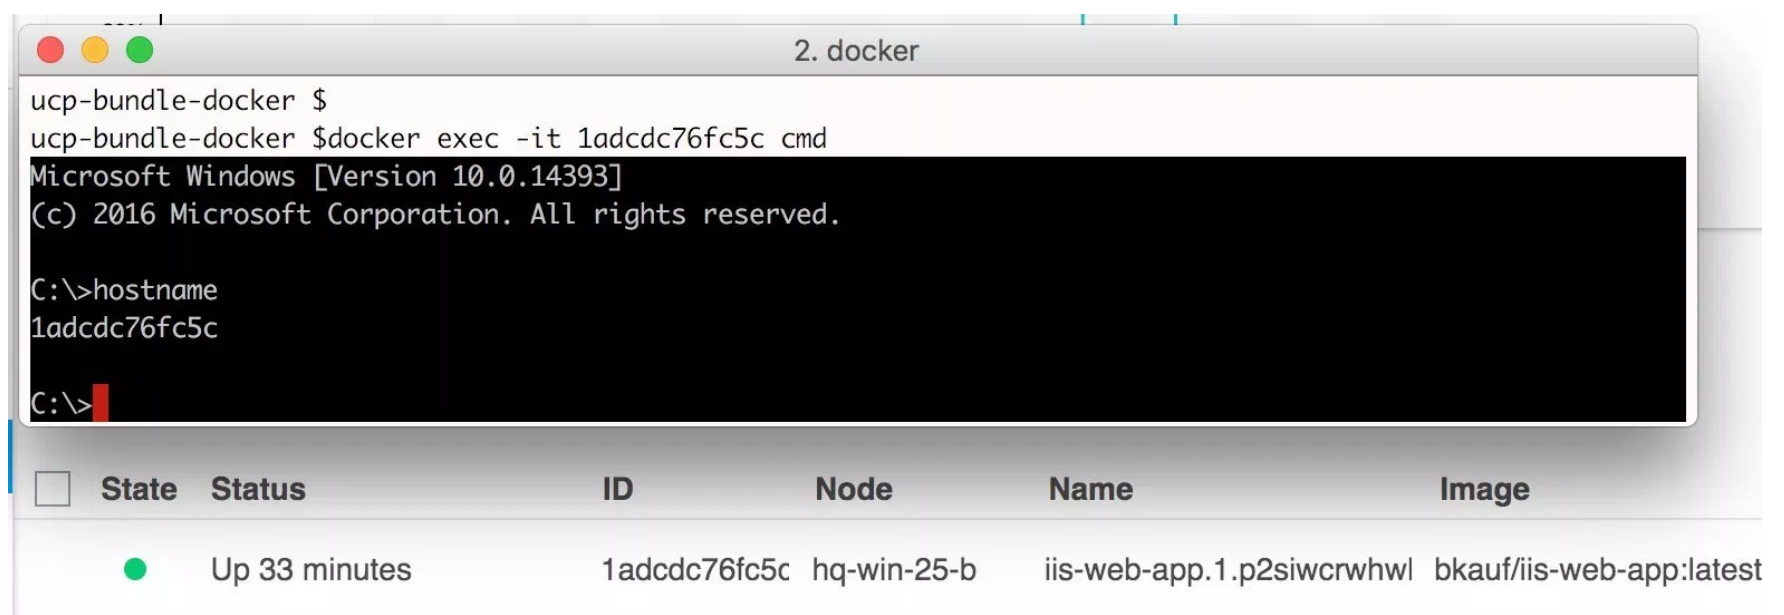 2. docker
ucp-bundle-docker $
ucp-bundle-docker $docker exec -it 1adcdc76fc5c cmd
Microsoft Windows [Version 10.0.14393]
(c) 2016 Microsoft Corporation. All rights reserved.
C:\>hostname
1adcdc76fc5c
C:\>
State Status ID Node Name Image
Up 33 minutes 1adcdc76fc5c hq-win-25-b iis-web-app.1.p2siwcrwhwl bkauf/iis-web-app:latest